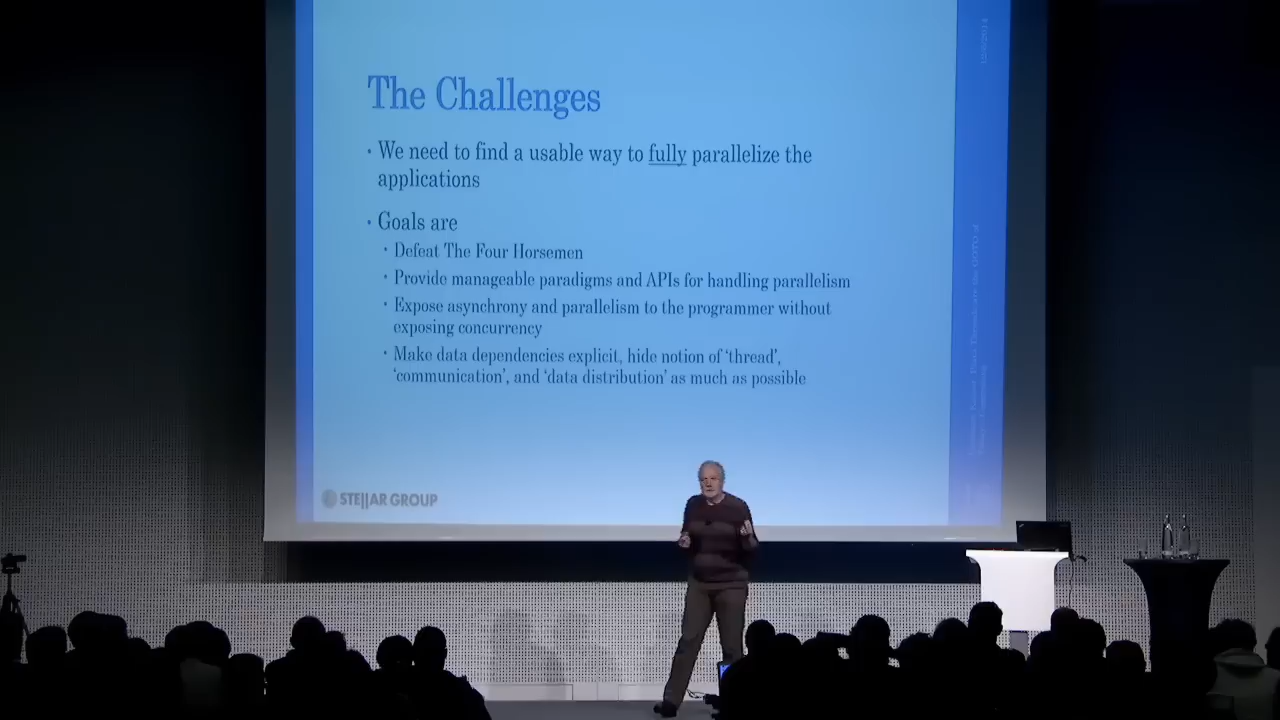 The Challenges
· We need to find a usable way to fully parallelize the
applications
· Goals are
· Defeat The Four Horsemen
· Provide manageable paradigms and APIs for handling parallelism
· Expose asynchrony and parallelism to the programmer without
exposing concurrency
· Make data dependencies explicit, hide notion of ‘thread’,
‘communication’, and ‘data distribution’ as much as possible
STE||AR GROUP